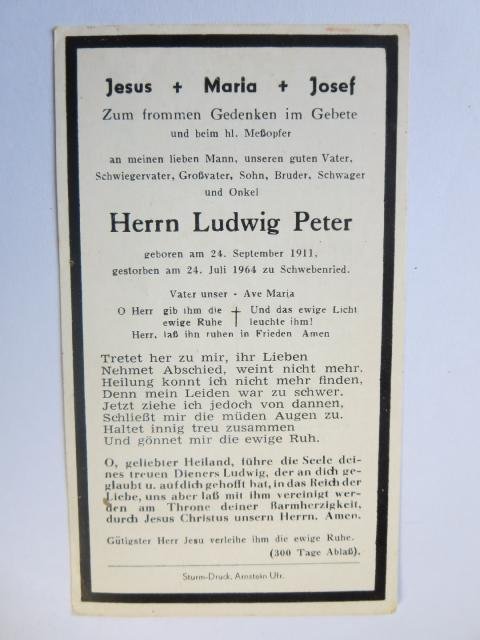 Jesus + Maria + Josef
Zum frommen Gedenken im Gebete
und beim hl. Meßopfer
an meinen lieben Mann, unseren guten Vater,
Schwiegervater, Großvater, Sohn, Bruder, Schwager
und Onkel
Herrn Ludwig Peter
geboren am 24. September 1911,
gestorben am 24. Juli 1964 zu Schwebenried.
Vater unser - Ave Maria
O Herr gib ihm die † Und das ewige Licht
ewige Ruhe leuchte ihm!
Herr, laß ihn ruhen in Frieden Amen
Tretet her zu mir, ihr Lieben
Nehmet Abschied, weint nicht mehr.
Heilung konnt ich nicht mehr finden,
Denn mein Leiden war zu schwer.
Jetzt ziehe ich jedoch von dannen,
Schließt mir die müden Augen zu.
Haltet innig treu zusammen
Und gönnet mir die ewige Ruh.
O, geliebter Heiland, führe die Seele dei-
nes treuen Dieners Ludwig, der an dich ge-
glaubt u. auf dich gehofft hat, in das Reich der
Liebe, uns aber laß mit ihm vereinigt wer-
den am Throne deiner Barmherzigkeit,
durch Jesus Christus unsern Herrn. Amen.
Gütigster Herr Jesu verleihe ihm die ewige Ruhe.
(300 Tage Ablaß).
Sturm-Druck, Arnstein Ufr.